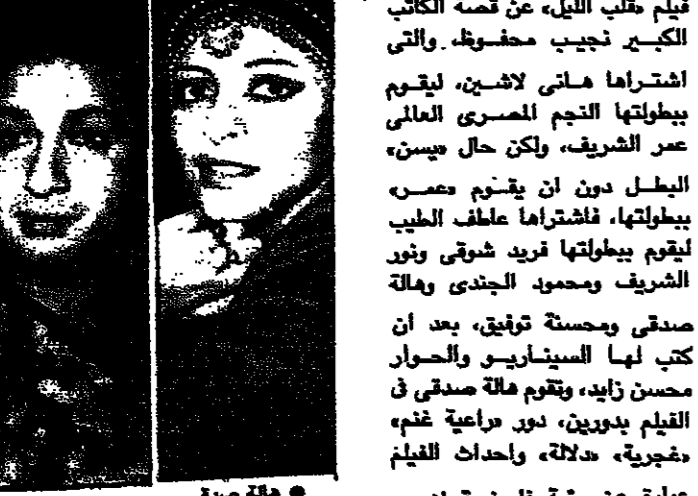 فيلم «قلب الليل» عن قصة الكاتب
الكبير نجيب محفوظ، والتى
اشتراها هانى لاشين، ليقوم
ببطولتها النجم المصرى العالمى
عمر الشريف، ولكن حال «سن»
البطل دون ان يقوم «عمر»
ببطولتها، فاشتراها عاطف الطيب
ليقوم ببطولتها فريد شوقى ونور
الشريف ومحمود الجندى وهالة
صدقى ومحسنة توفيق، بعد أن
كتب لها السيناريو والحوار
محسن زايد، وتقوم هالة صدقى فى
الفيلم بدورين، دور «راعية غنم»
«غجرية» «دلالة» واحداث الفيلم
● هالة